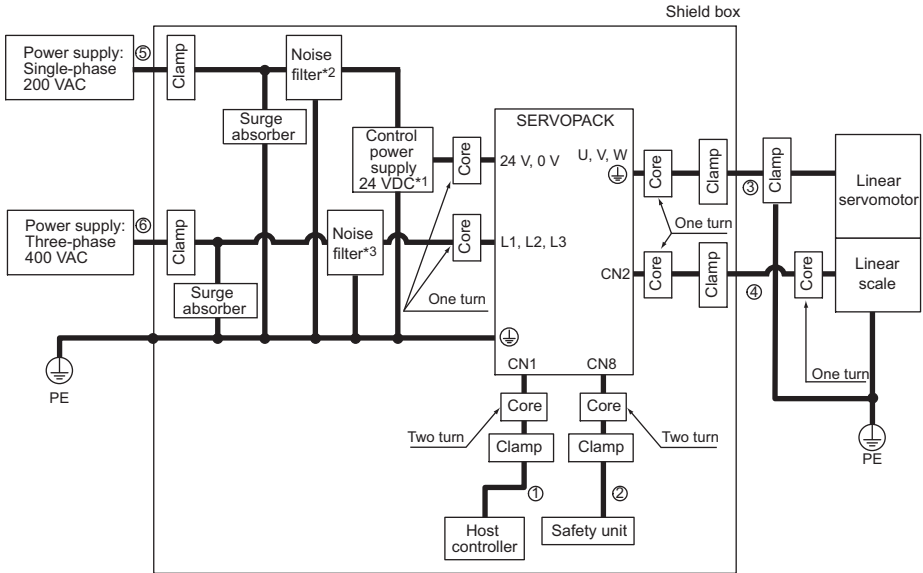 Shield box
Power supply:
Single-phase
200 VAC
⑤
Clamp
Noise
filter*2
Surge
absorber
Control
power
supply
24 VDC*1
Core
SERVOPACK
24 V, 0 V
U, V, W
Core
Clamp
③
Clamp
Linear
servomotor
One turn
Power supply:
Three-phase
400 VAC
⑥
Clamp
Noise
filter*3
Core
L1, L2, L3
CN2
Core
Clamp
④
Core
Linear
scale
Surge
absorber
One turn
One turn
PE
CN1
CN8
Core
Core
Two turn
Two turn
Clamp
Clamp
PE
①
②
Host
controller
Safety unit